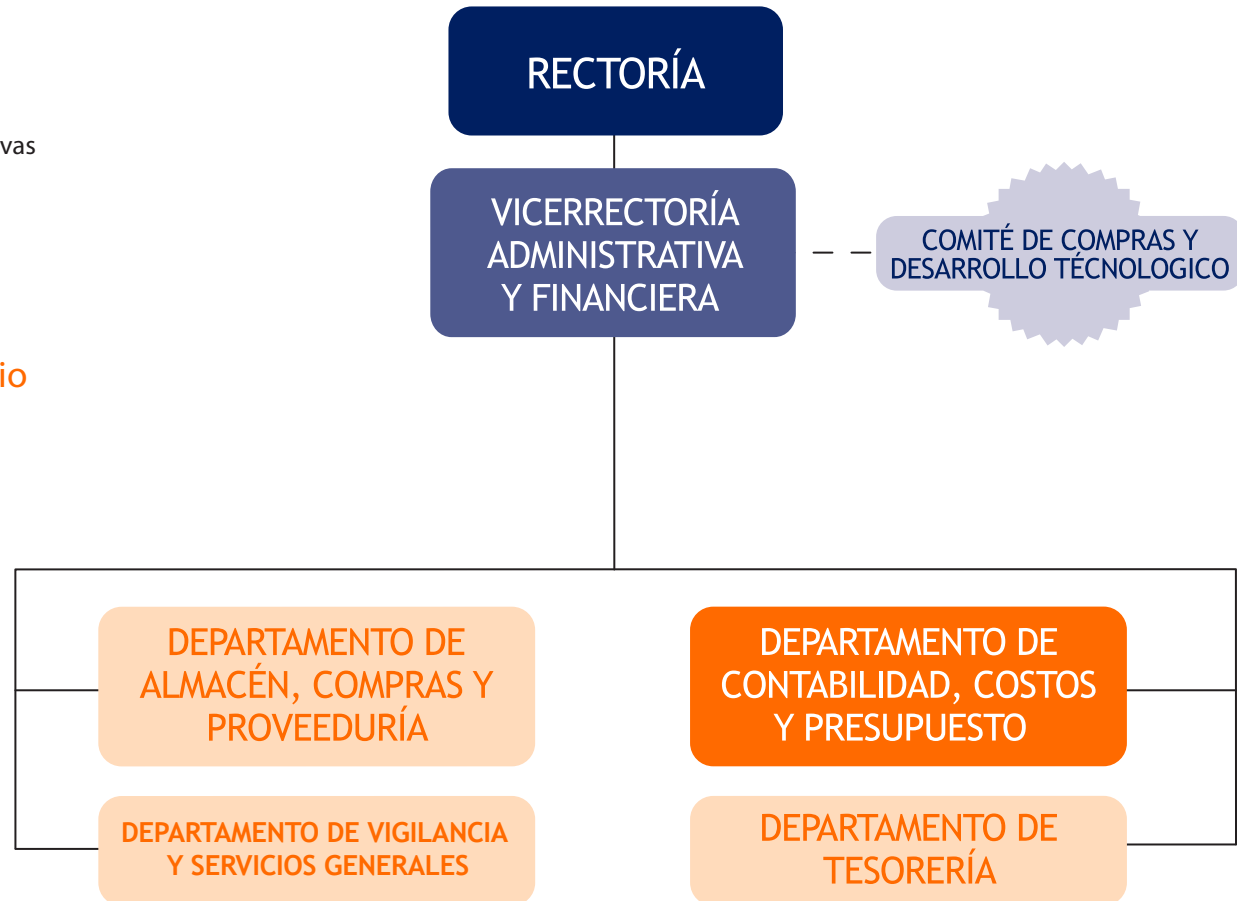 RECTORÍA
vas
VICERRECTORÍA
ADMINISTRATIVA
Y FINANCIERA
COMITÉ DE COMPRAS Y
DESARROLLO TÉCNOLOGICO
io
DEPARTAMENTO DE
ALMACÉN, COMPRAS Y
PROVEEDURÍA
DEPARTAMENTO DE
CONTABILIDAD, COSTOS
Y PRESUPUESTO
DEPARTAMENTO DE VIGILANCIA
Y SERVICIOS GENERALES
DEPARTAMENTO DE
TESORERÍA